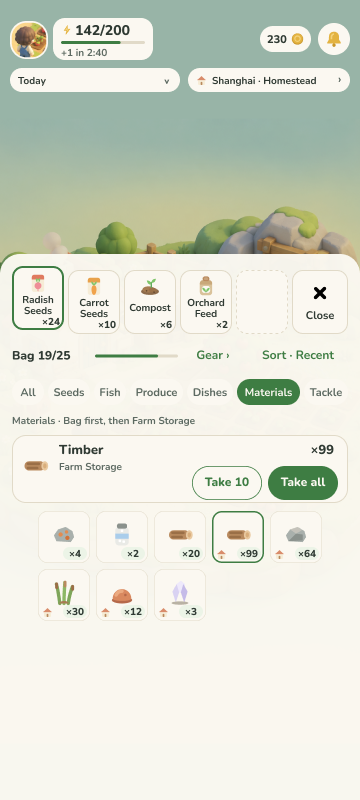 142/200
+1 in 2:40
230
Today
Shanghai · Homestead
Radish Seeds
×24
Carrot Seeds
×10
Compost
×6
Orchard Feed
×2
Close
Bag 19/25
Gear ›
Sort · Recent
All
Seeds
Fish
Produce
Dishes
Materials
Tackle
Materials · Bag first, then Farm Storage
Timber
×99
Farm Storage
Take 10
Take all
×4
×2
×20
×99
×64
×30
×12
×3